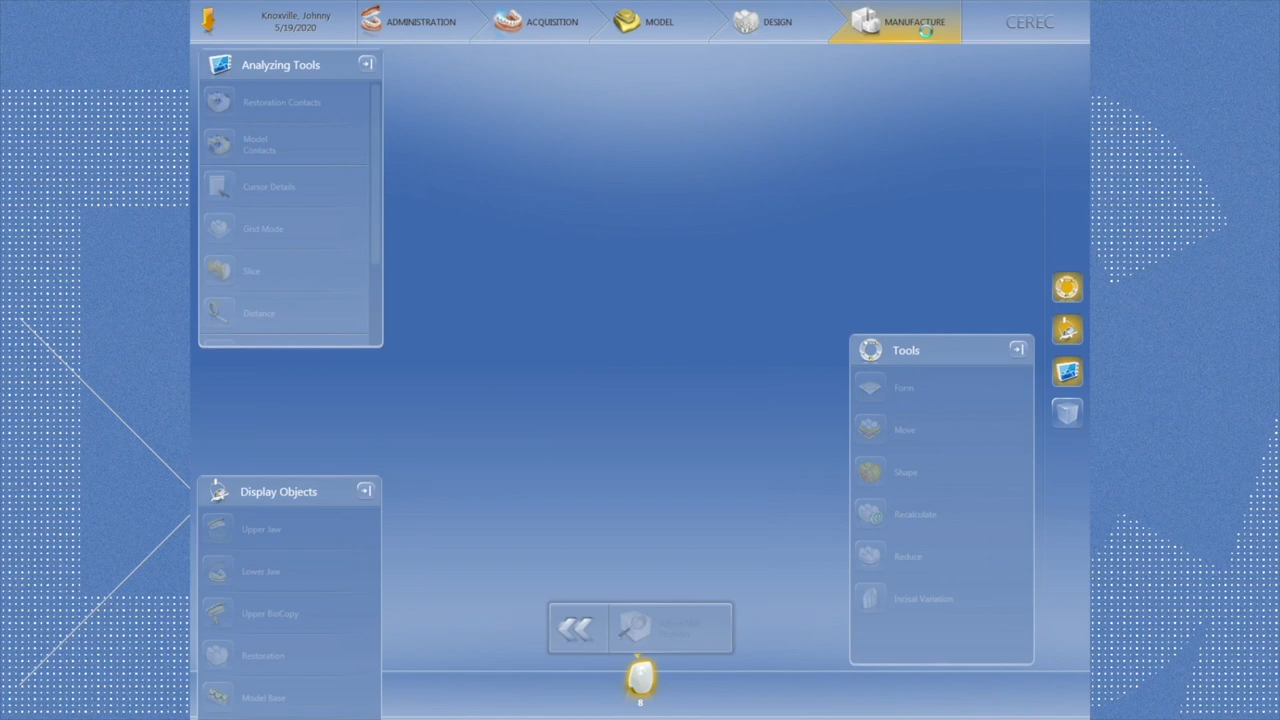 Knoxville, Johnny
5/19/2020
ADMINISTRATION
ACQUISITION
MODEL
DESIGN
MANUFACTURE
CEREC
Analyzing Tools
Restoration Contacts
Model
Contacts
Cursor Details
Grid Mode
Slice
Distance
Tools
Form
Move
Shape
Recalculate
Reduce
Incisal Variation
Display Objects
Upper Jaw
Lower Jaw
Upper BioCopy
Restoration
Model Base
8